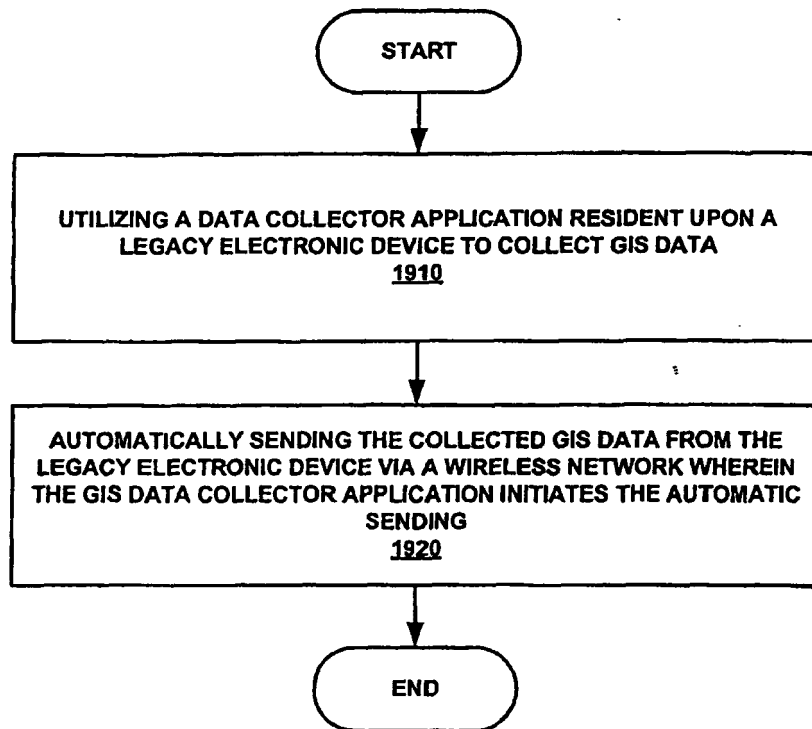 START
UTILIZING A DATA COLLECTOR APPLICATION RESIDENT UPON A
LEGACY ELECTRONIC DEVICE TO COLLECT GIS DATA
1910
AUTOMATICALLY SENDING THE COLLECTED GIS DATA FROM THE
LEGACY ELECTRONIC DEVICE VIA A WIRELESS NETWORK WHEREIN
THE GIS DATA COLLECTOR APPLICATION INITIATES THE AUTOMATIC
SENDING
1920
END